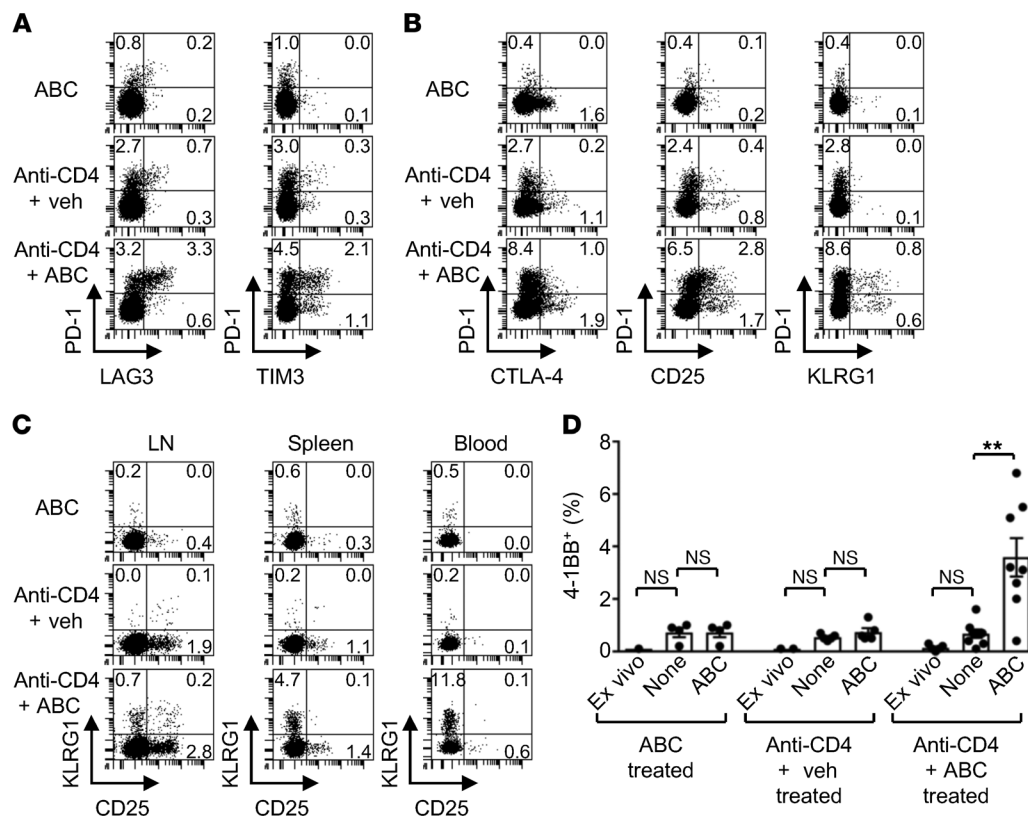 A
B
0.8 0.2 1.0 0.0 0.4 0.0 0.4 0.1 0.4 0.0
ABC ABC
0.2 0.1 1.6 0.2 0.1
2.7 0.7 3.0 0.3 2.7 0.2 2.4 0.4 2.8 0.0
Anti-CD4 Anti-CD4
+ veh + veh
0.3 0.3 1.1 0.8 0.1
3.2 3.3 4.5 2.1 8.4 1.0 6.5 2.8 8.6 0.8
Anti-CD4 Anti-CD4
+ ABC + ABC
0.6 1.1 1.9 1.7 0.6
PD-1 PD-1 PD-1 PD-1 PD-1
LAG3 TIM3 CTLA-4 CD25 KLRG1
C
LN Spleen Blood
0.2 0.0 0.6 0.0 0.5 0.0
ABC
0.4 0.3 0.0
0.0 0.1 0.2 0.0 0.2 0.0
Anti-CD4
+ veh
1.9 1.1 0.1
0.7 0.2 4.7 0.1 11.8 0.1
Anti-CD4
+ ABC
2.8 1.4 0.6
KLRG1 KLRG1 KLRG1
CD25 CD25 CD25
D
4-1BB+ (%)
8
6
4
2
0
NS NS NS NS NS **
Ex vivo None ABC Ex vivo None ABC Ex vivo None ABC
ABC
treated
Anti-CD4
+ veh
treated
Anti-CD4
+ ABC
treated